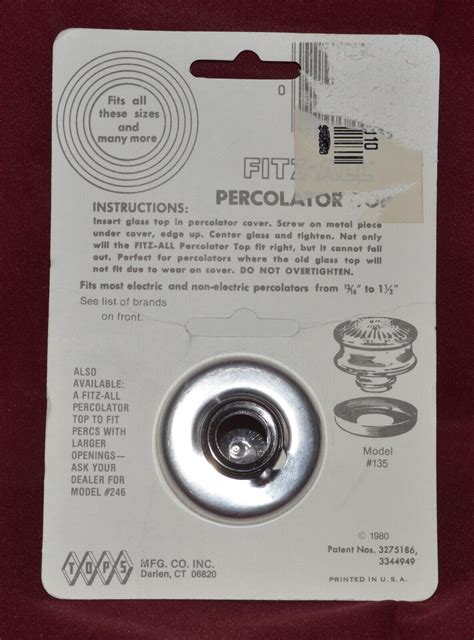 Fits all
these sizes
and
many more
0
FITZ-ALL
PERCOLATOR TOP
INSTRUCTIONS:
Insert glass top in percolator cover. Screw on metal piece
under cover, edge up. Center glass and tighten. Not only
will the FITZ-ALL Percolator Top fit right, but it cannot fall
out. Perfect for percolators where the old glass top will
not fit due to wear on cover. DO NOT OVERTIGHTEN.
Fits most electric and non-electric percolators from 13/16" to 1 1/2"
See list of brands
on front.
ALSO
AVAILABLE:
A FITZ-ALL
PERCOLATOR
TOP TO FIT
PERCS WITH
LARGER
OPENINGS—
ASK YOUR
DEALER FOR
MODEL #246
Model
#135
TOPS MFG. CO. INC.
Darien, CT 06820
© 1980
Patent Nos. 3275186,
3344949
PRINTED IN U.S.A.